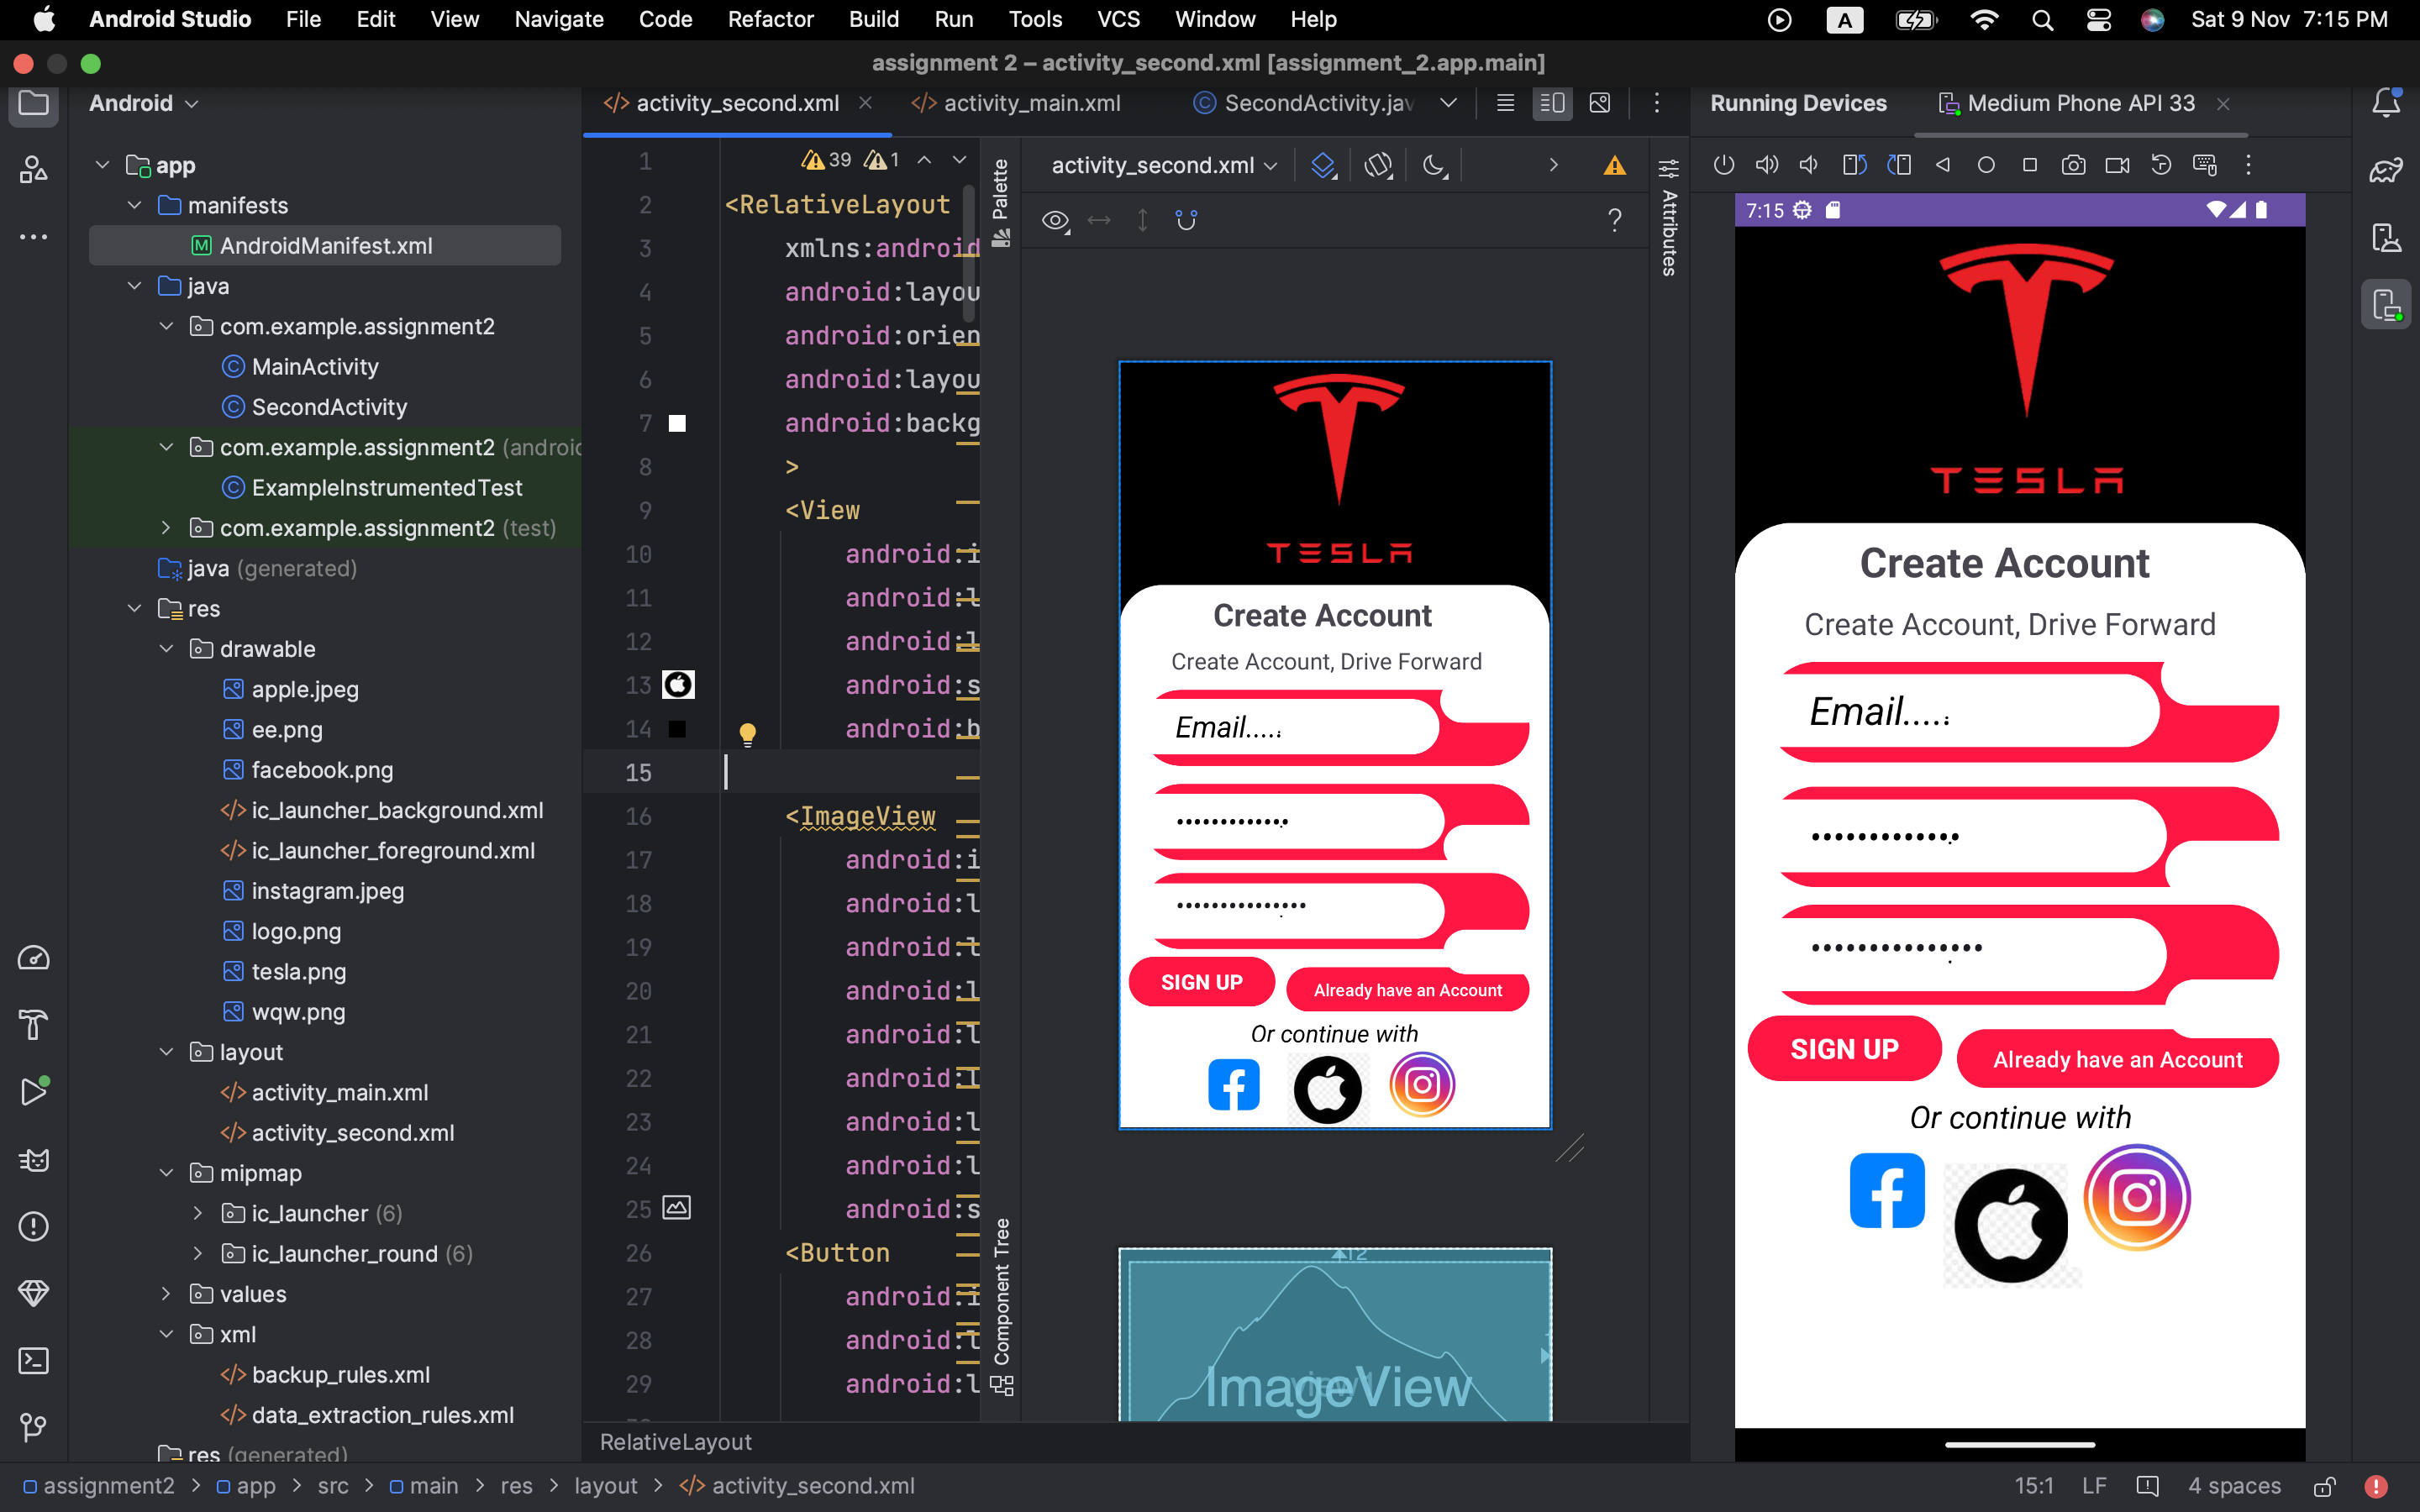 Android Studio File Edit View Navigate Code Refactor Build Run Tools VCS Window Help A Sat 9 Nov 7:15 PM
assignment 2 – activity_second.xml [assignment_2.app.main]
Android
app
manifests
AndroidManifest.xml
java
com.example.assignment2
MainActivity
SecondActivity
com.example.assignment2 (androi
ExampleInstrumentedTest
com.example.assignment2 (test)
java (generated)
res
drawable
apple.jpeg
ee.png
facebook.png
ic_launcher_background.xml
ic_launcher_foreground.xml
instagram.jpeg
logo.png
tesla.png
wqw.png
layout
activity_main.xml
activity_second.xml
mipmap
ic_launcher (6)
ic_launcher_round (6)
values
xml
backup_rules.xml
data_extraction_rules.xml
res (generated)
activity_second.xml activity_main.xml SecondActivity.jav
39 1
1
2 <RelativeLayout
3 xmlns:android
4 android:layou
5 android:orien
6 android:layou
7 android:backg
8 >
9 <View
10 android:i
11 android:l
12 android:l
13 android:s
14 android:b
15
16 <ImageView
17 android:i
18 android:l
19 android:l
20 android:l
21 android:l
22 android:l
23 android:l
24 android:l
25 android:s
26 <Button
27 android:i
28 android:l
29 android:l
RelativeLayout
Palette
Component Tree
activity_second.xml
?
Attributes
TESLA
Create Account
Create Account, Drive Forward
Email....
SIGN UP Already have an Account
Or continue with
12
ImageView
Running Devices Medium Phone API 33
7:15
TESLA
Create Account
Create Account, Drive Forward
Email....
SIGN UP Already have an Account
Or continue with
assignment2 > app > src > main > res > layout > activity_second.xml
15:1 LF 4 spaces